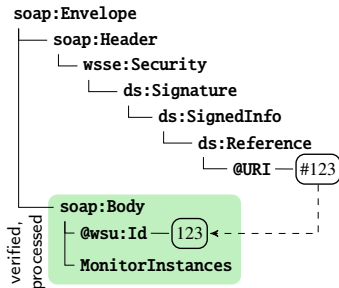 soap:Envelope
soap:Header
wsse:Security
ds:Signature
ds:SignedInfo
ds:Reference
@URI
#123
soap:Body
@wsu:Id
123
MonitorInstances
verified,
processed